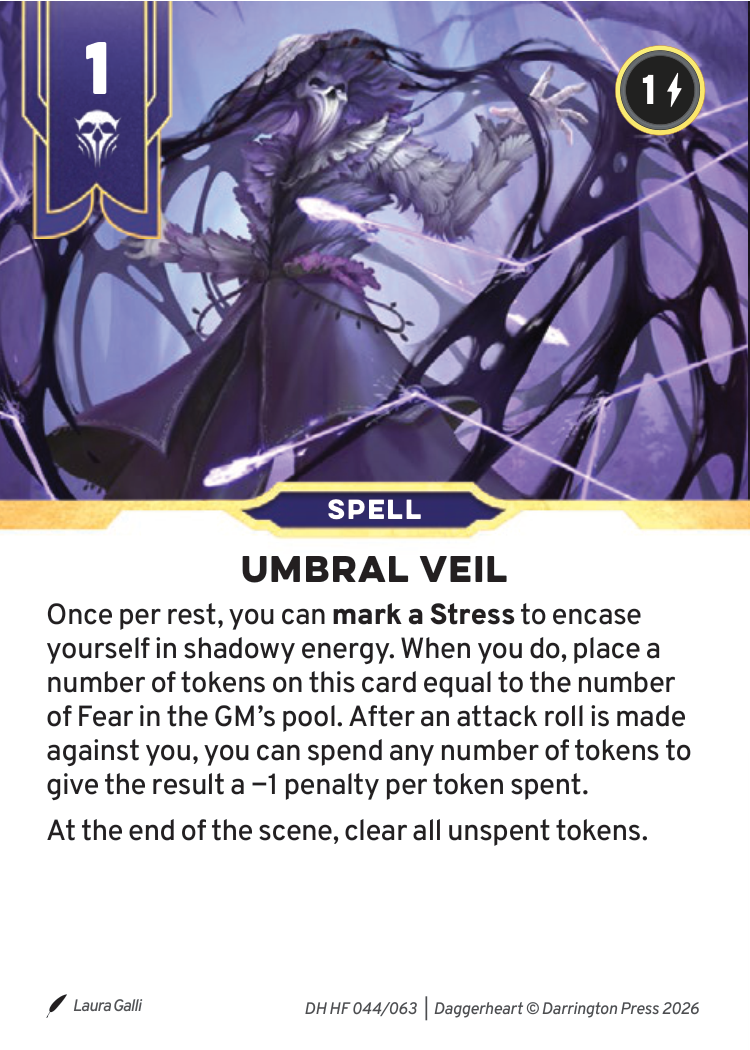 1
1
SPELL
UMBRAL VEIL
Once per rest, you can mark a Stress to encase
yourself in shadowy energy. When you do, place a
number of tokens on this card equal to the number
of Fear in the GM’s pool. After an attack roll is made
against you, you can spend any number of tokens to
give the result a −1 penalty per token spent.
At the end of the scene, clear all unspent tokens.
Laura Galli
DH HF 044/063 | Daggerheart © Darrington Press 2026